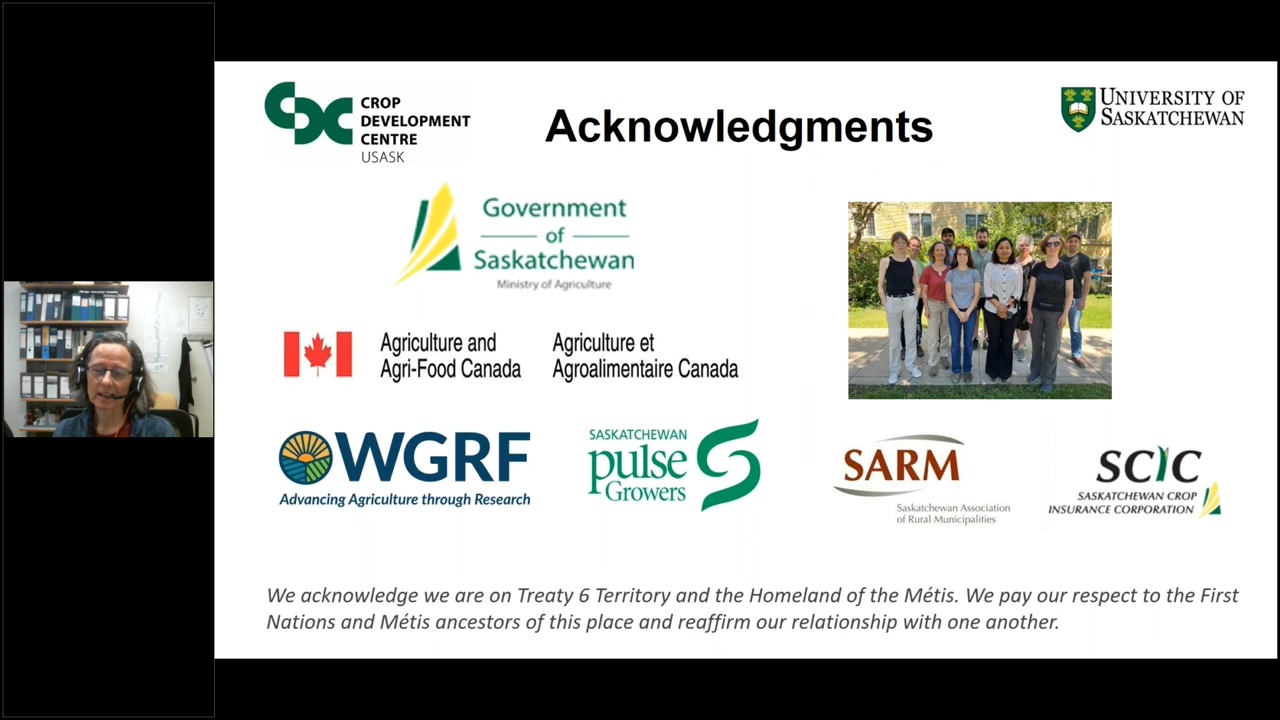 CROP
DEVELOPMENT
CENTRE
USASK
Acknowledgments
UNIVERSITY OF
SASKATCHEWAN
Government
of
Saskatchewan
Ministry of Agriculture
Agriculture and
Agri-Food Canada
Agriculture et
Agroalimentaire Canada
WGRF
Advancing Agriculture through Research
SASKATCHEWAN
pulse
Growers
SARM
Saskatchewan Association
of Rural Municipalities
SCIC
SASKATCHEWAN CROP
INSURANCE CORPORATION
We acknowledge we are on Treaty 6 Territory and the Homeland of the Métis. We pay our respect to the First
Nations and Métis ancestors of this place and reaffirm our relationship with one another.